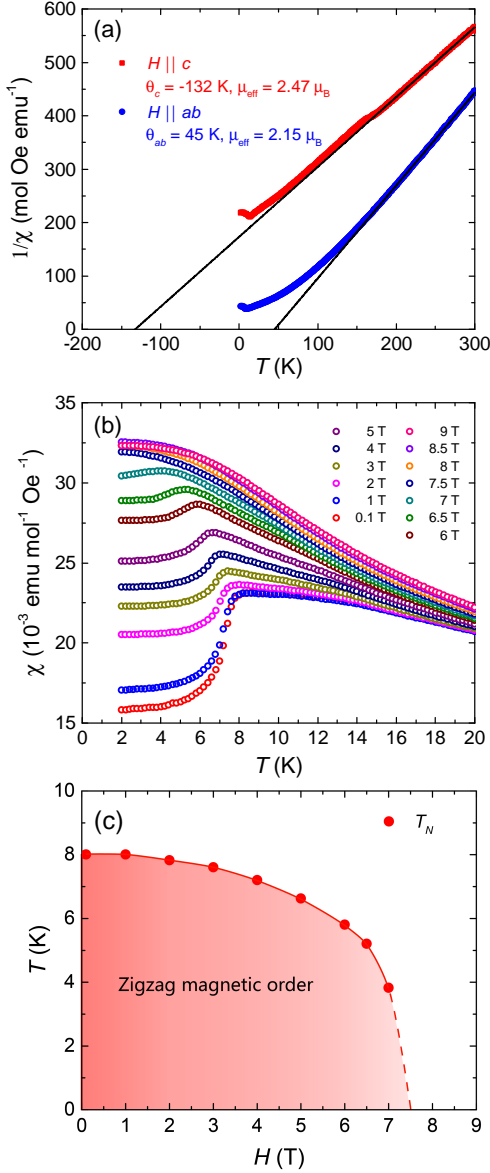 (a)
600
500
400
300
200
100
0
1/χ (mol Oe emu⁻¹)
H || c
θc = -132 K, μeff = 2.47 μB
H || ab
θab = 45 K, μeff = 2.15 μB
-200 -100 0 100 200 300
T (K)
(b)
35
30
25
20
15
χ (10⁻³ emu mol⁻¹ Oe ⁻¹)
5 T 9 T
4 T 8.5 T
3 T 8 T
2 T 7.5 T
1 T 7 T
0.1 T 6.5 T
6 T
0 2 4 6 8 10 12 14 16 18 20
T (K)
(c)
10
8
6
4
2
0
T (K)
TN
Zigzag magnetic order
0 1 2 3 4 5 6 7 8 9
H (T)